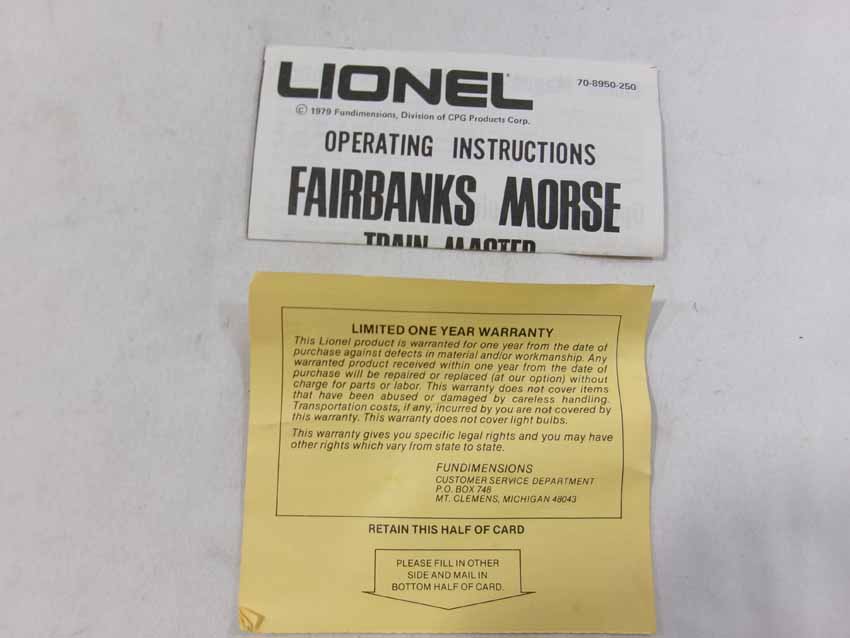 LIONEL
70-8950-250
© 1979 Fundimensions, Division of CPG Products Corp.
OPERATING INSTRUCTIONS
FAIRBANKS MORSE
TRAIN MASTER
LIMITED ONE YEAR WARRANTY
This Lionel product is warranted for one year from the date of
purchase against defects in material and/or workmanship. Any
warranted product received within one year from the date of
purchase will be repaired or replaced (at our option) without
charge for parts or labor. This warranty does not cover items
that have been abused or damaged by careless handling.
Transportation costs, if any, incurred by you are not covered by
this warranty. This warranty does not cover light bulbs.
This warranty gives you specific legal rights and you may have
other rights which vary from state to state.
FUNDIMENSIONS
CUSTOMER SERVICE DEPARTMENT
P.O. BOX 748
MT. CLEMENS, MICHIGAN 48043
RETAIN THIS HALF OF CARD
PLEASE FILL IN OTHER
SIDE AND MAIL IN
BOTTOM HALF OF CARD.